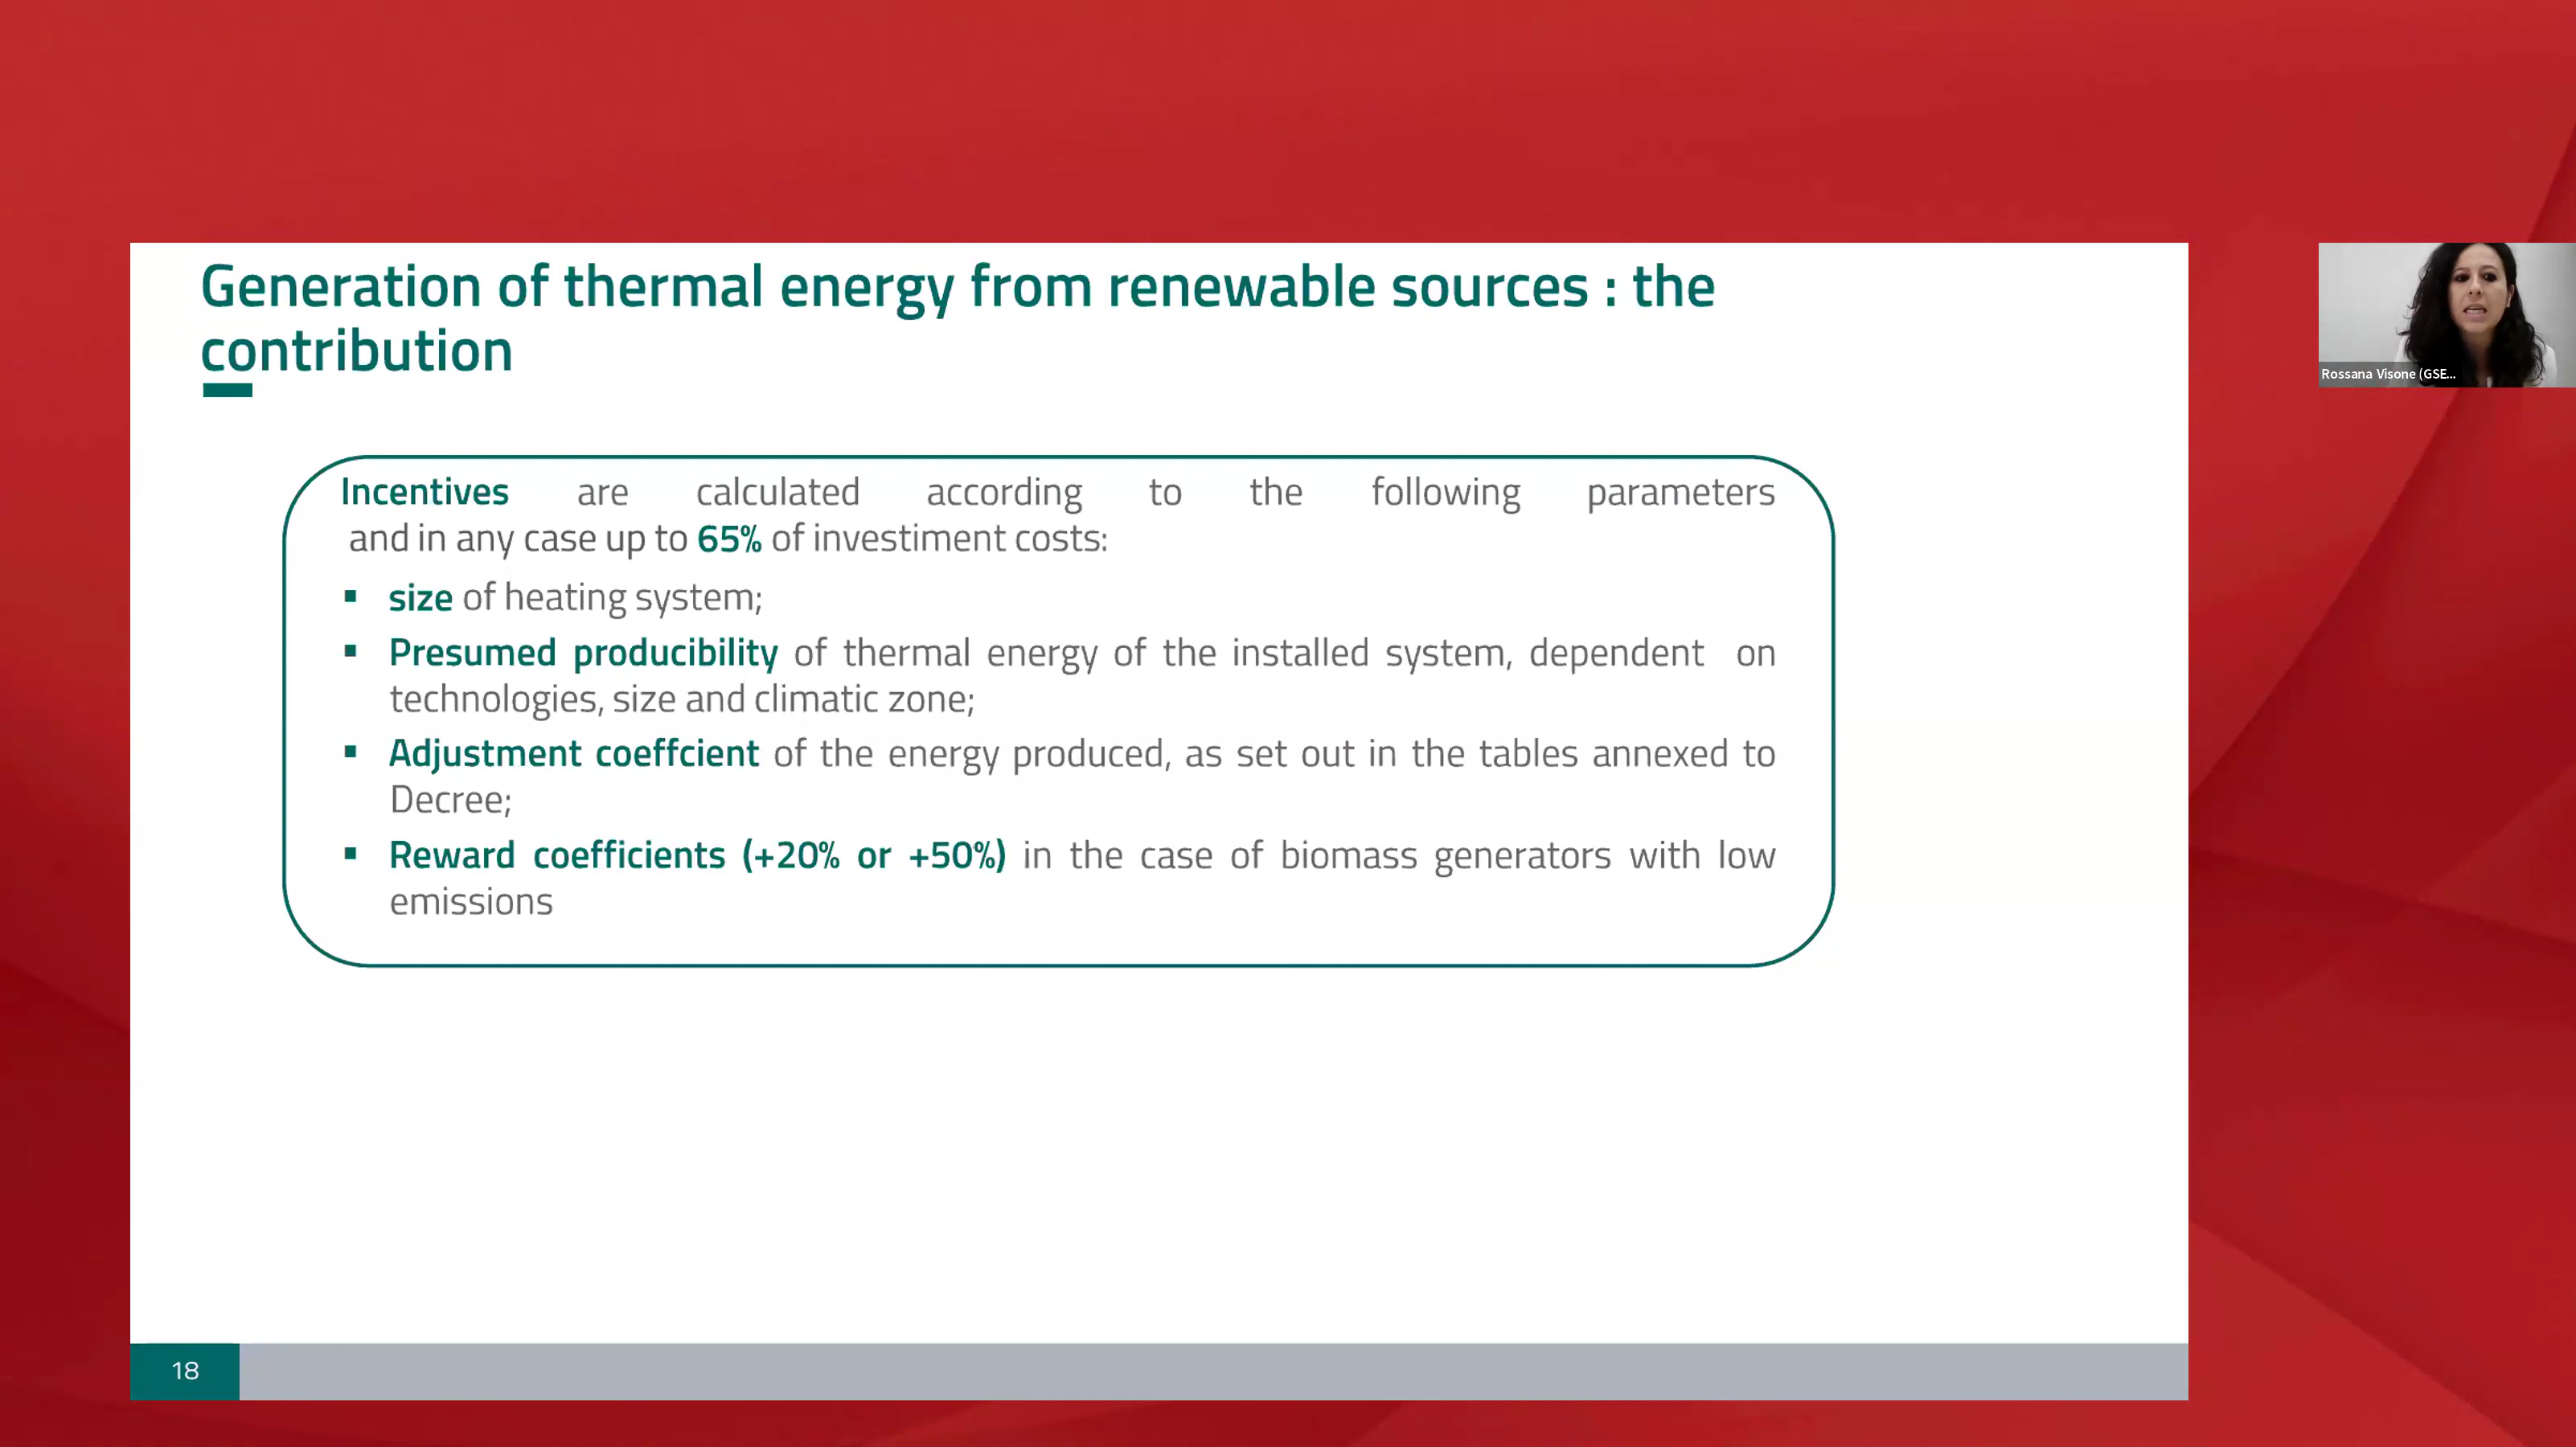 Generation of thermal energy from renewable sources : the
contribution
Incentives are calculated according to the following parameters
and in any case up to 65% of investiment costs:
▪ size of heating system;
▪ Presumed producibility of thermal energy of the installed system, dependent on
technologies, size and climatic zone;
▪ Adjustment coeffcient of the energy produced, as set out in the tables annexed to
Decree;
▪ Reward coefficients (+20% or +50%) in the case of biomass generators with low
emissions
18
Rossana Visone (GSE...